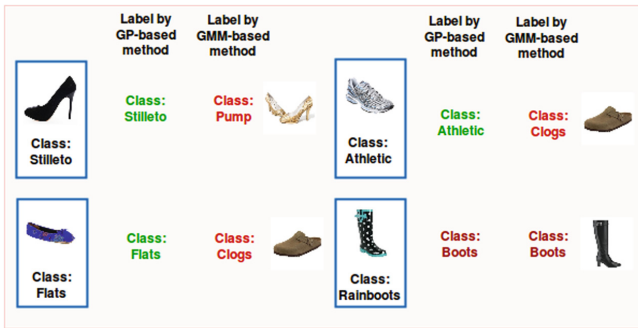 Label by
GP-based
method
Label by
GMM-based
method
Label by
GP-based
method
Label by
GMM-based
method
Class:
Stilleto
Class:
Stilleto
Class:
Pump
Class:
Athletic
Class:
Athletic
Class:
Clogs
Class:
Flats
Class:
Flats
Class:
Clogs
Class:
Rainboots
Class:
Boots
Class:
Boots